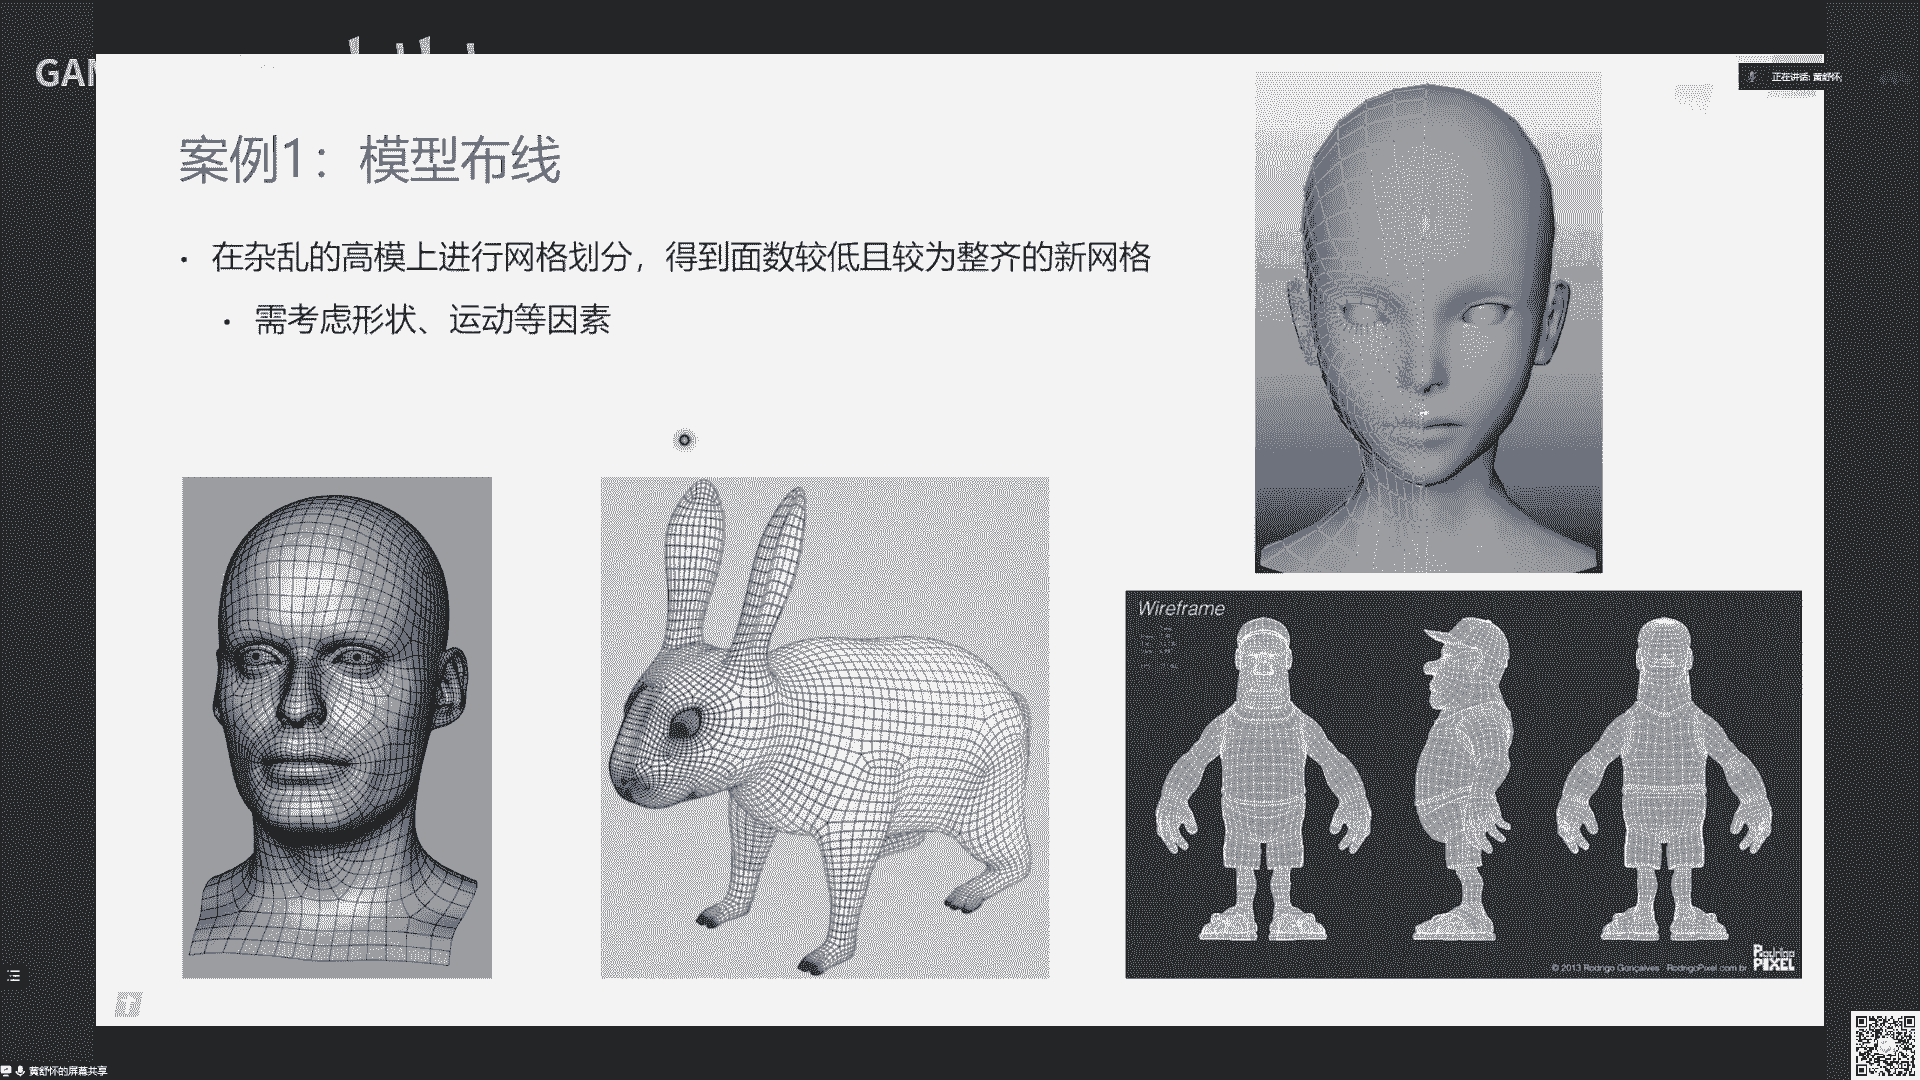 GAM
正在讲话: 黄舒怀
案例1：模型布线
• 在杂乱的高模上进行网格划分，得到面数较低且较为整齐的新网格
• 需考虑形状、运动等因素
Wireframe
© 2013 Rodrigo Gonçalves RodrigoPixel.com.br
Rodrigo
PIXEL
黄舒怀的屏幕共享